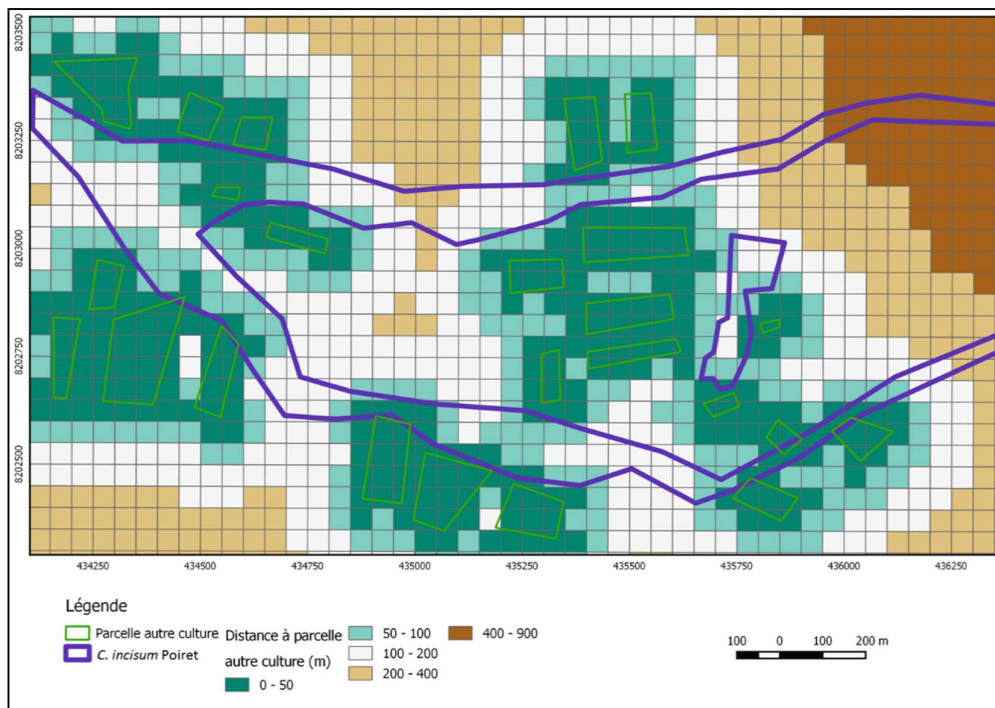 8203500
8203250
8203000
8202750
8202500
434250 434500 434750 435000 435250 435500 435750 436000 436250
Légende
Parcelle autre culture
C. incisum Poiret
Distance à parcelle
autre culture (m)
0 - 50
50 - 100
100 - 200
200 - 400
400 - 900
100 0 100 200 m